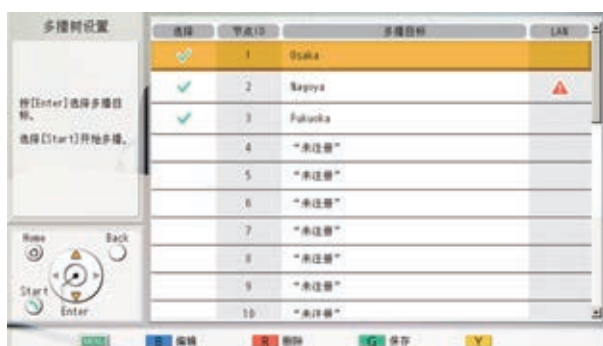 多播树设置
按[Enter]选择多播目
标。
选择[Start]开始多播。
Home
Back
Start
Enter
选择 节点ID 多播目标 LAN
1 Osaka
2 Nagoya
3 Fukuoka
4 "未注册"
5 "未注册"
6 "未注册"
7 "未注册"
8 "未注册"
9 "未注册"
10 "未注册"
MENU B 编辑 R 删除 G 保存 Y